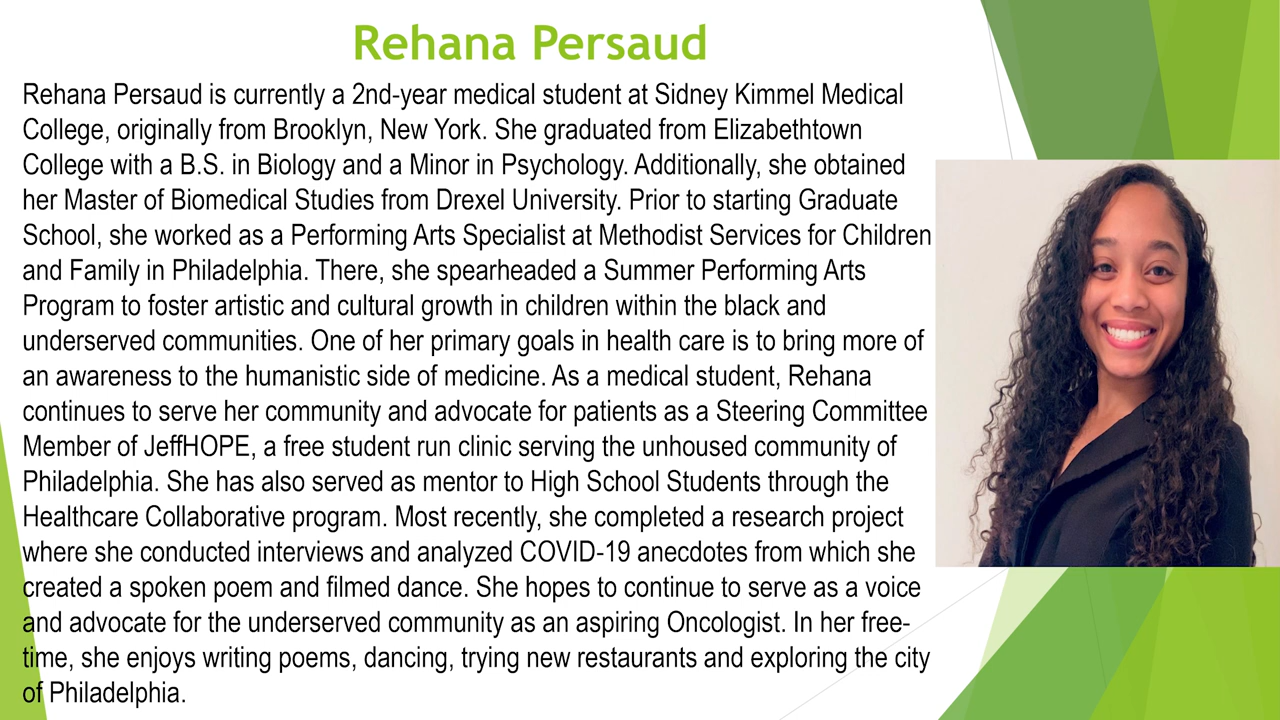 Rehana Persaud
Rehana Persaud is currently a 2nd-year medical student at Sidney Kimmel Medical
College, originally from Brooklyn, New York. She graduated from Elizabethtown
College with a B.S. in Biology and a Minor in Psychology. Additionally, she obtained
her Master of Biomedical Studies from Drexel University. Prior to starting Graduate
School, she worked as a Performing Arts Specialist at Methodist Services for Children
and Family in Philadelphia. There, she spearheaded a Summer Performing Arts
Program to foster artistic and cultural growth in children within the black and
underserved communities. One of her primary goals in health care is to bring more of
an awareness to the humanistic side of medicine. As a medical student, Rehana
continues to serve her community and advocate for patients as a Steering Committee
Member of JeffHOPE, a free student run clinic serving the unhoused community of
Philadelphia. She has also served as mentor to High School Students through the
Healthcare Collaborative program. Most recently, she completed a research project
where she conducted interviews and analyzed COVID-19 anecdotes from which she
created a spoken poem and filmed dance. She hopes to continue to serve as a voice
and advocate for the underserved community as an aspiring Oncologist. In her free-
time, she enjoys writing poems, dancing, trying new restaurants and exploring the city
of Philadelphia.